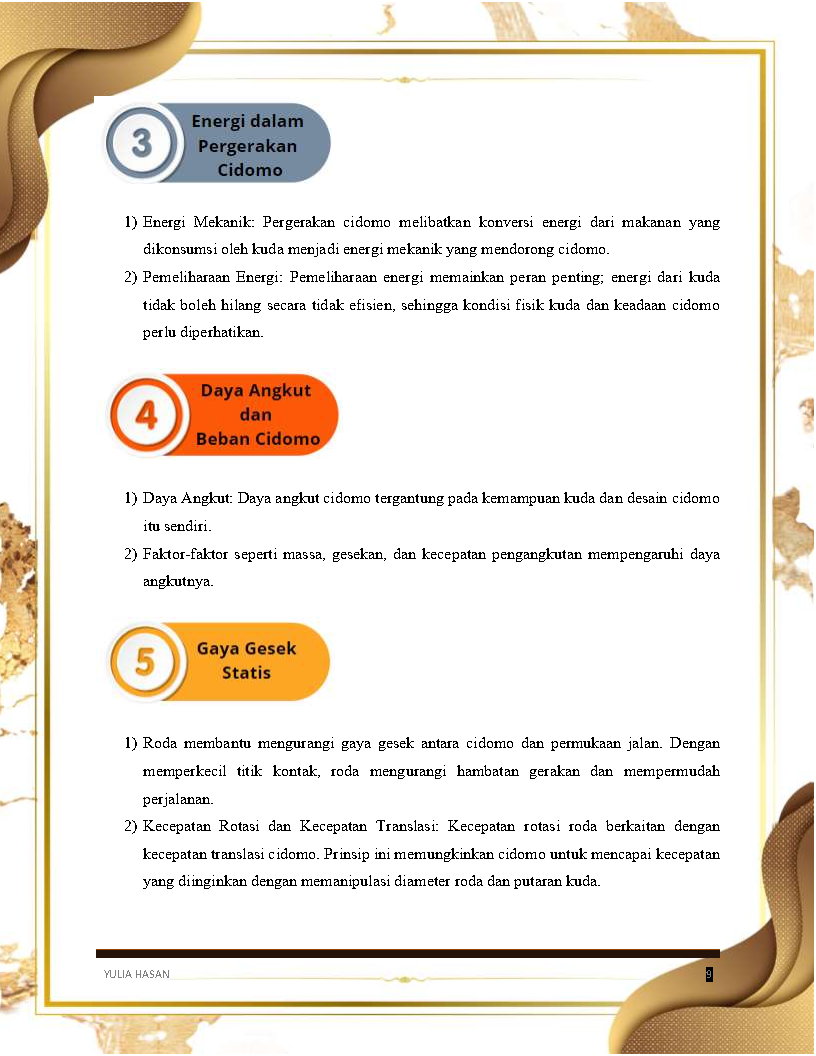 3
Energi dalam
Pergerakan
Cidomo
1) Energi Mekanik: Pergerakan cidomo melibatkan konversi energi dari makanan yang
dikonsumsi oleh kuda menjadi energi mekanik yang mendorong cidomo.
2) Pemeliharaan Energi: Pemeliharaan energi memainkan peran penting; energi dari kuda
tidak boleh hilang secara tidak efisien, sehingga kondisi fisik kuda dan keadaan cidomo
perlu diperhatikan.
4
Daya Angkut
dan
Beban Cidomo
1) Daya Angkut: Daya angkut cidomo tergantung pada kemampuan kuda dan desain cidomo
itu sendiri.
2) Faktor-faktor seperti massa, gesekan, dan kecepatan pengangkutan mempengaruhi daya
angkutnya.
5
Gaya Gesek
Statis
1) Roda membantu mengurangi gaya gesek antara cidomo dan permukaan jalan. Dengan
memperkecil titik kontak, roda mengurangi hambatan gerakan dan mempermudah
perjalanan.
2) Kecepatan Rotasi dan Kecepatan Translasi: Kecepatan rotasi roda berkaitan dengan
kecepatan translasi cidomo. Prinsip ini memungkinkan cidomo untuk mencapai kecepatan
yang diinginkan dengan memanipulasi diameter roda dan putaran kuda.
YULIA HASAN
9